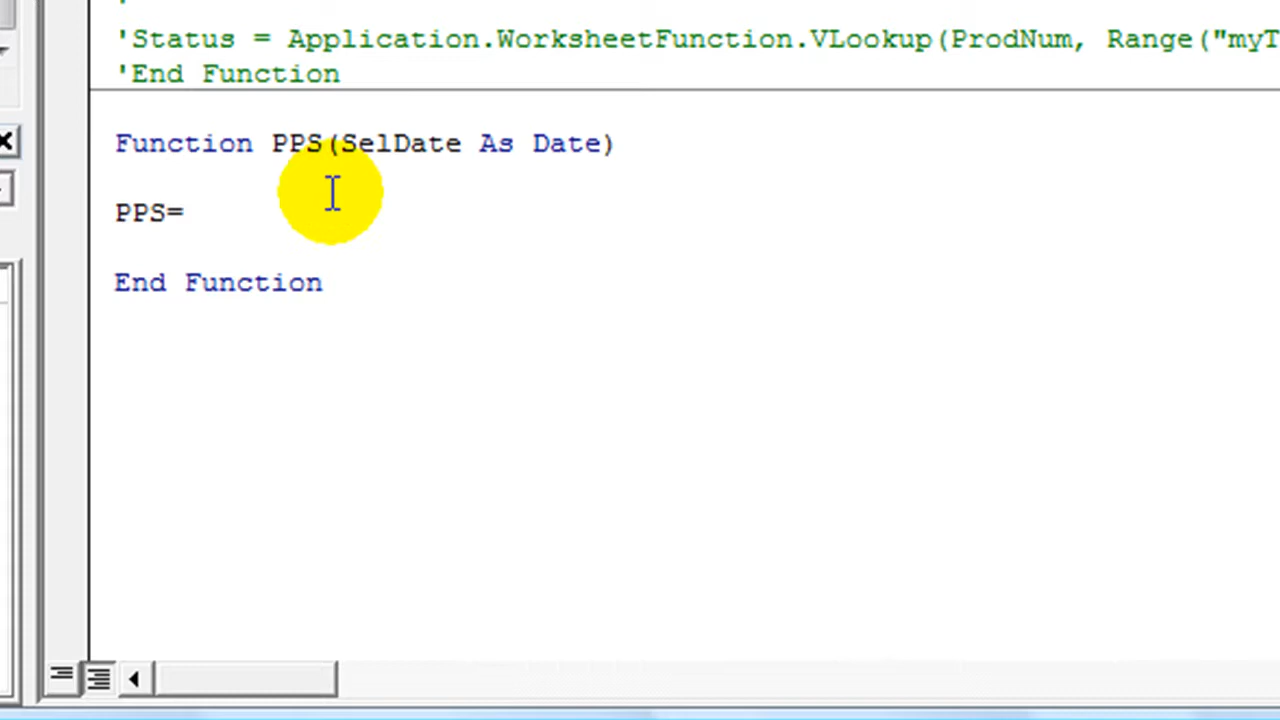 'Status = Application.WorksheetFunction.VLookup(ProdNum, Range("myT
'End Function
Function PPS(SelDate As Date)
PPS=
End Function